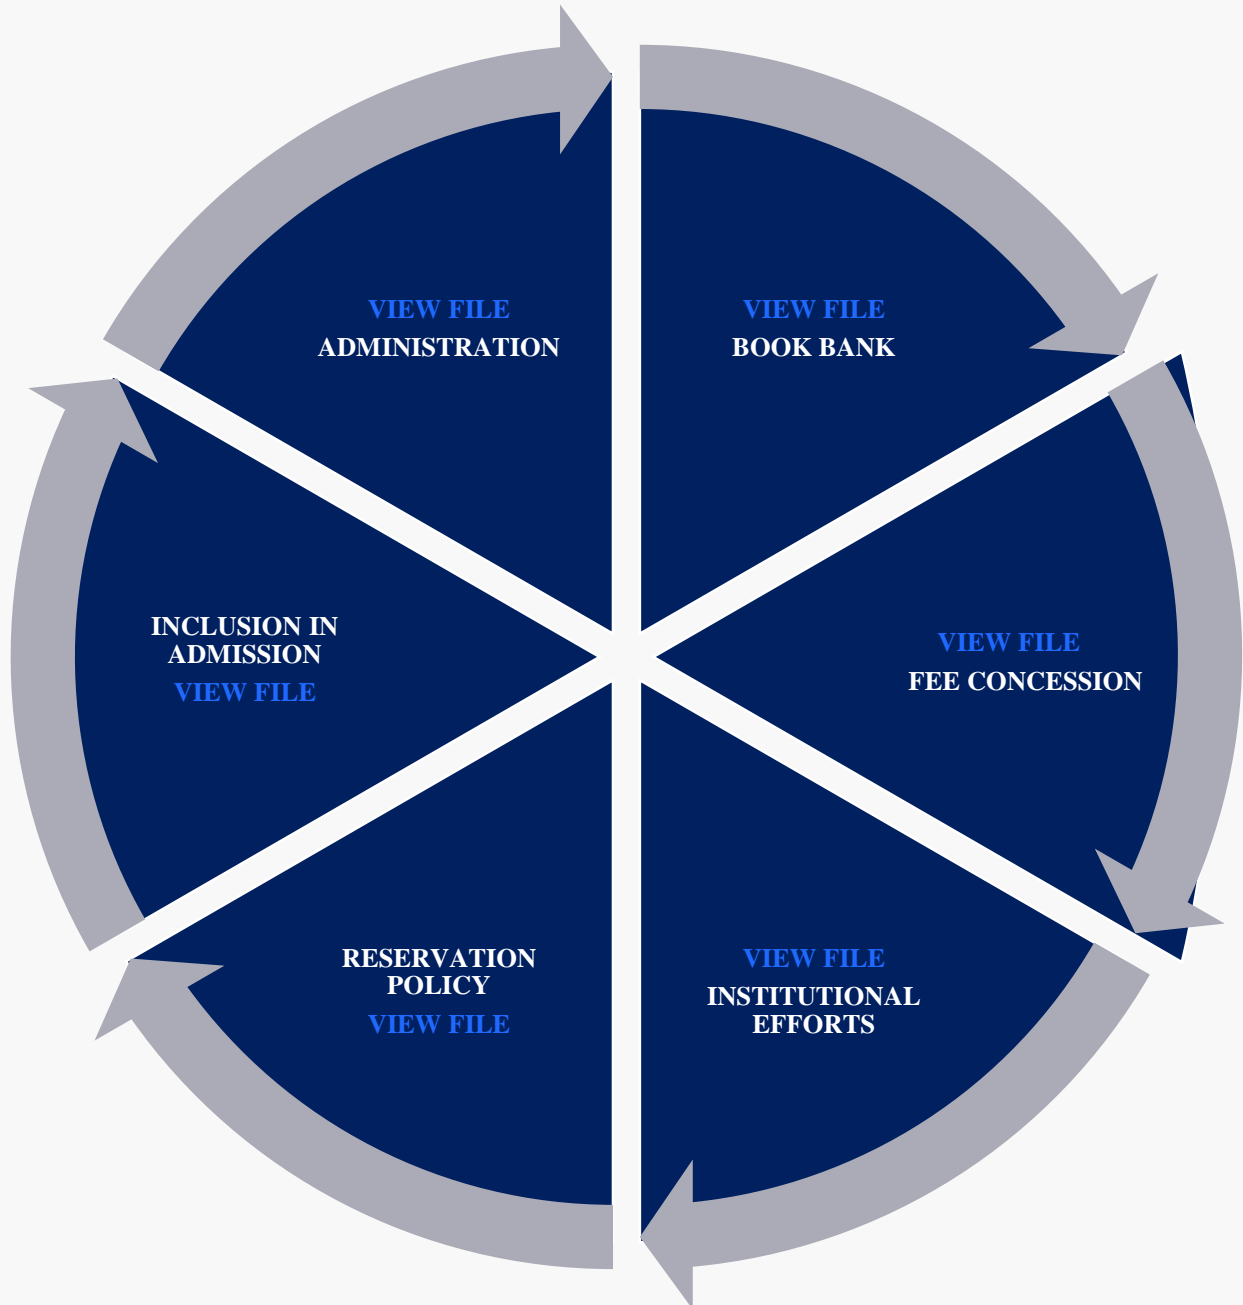 VIEW FILE
ADMINISTRATION
VIEW FILE
BOOK BANK
INCLUSION IN
ADMISSION
VIEW FILE
VIEW FILE
FEE CONCESSION
RESERVATION
POLICY
VIEW FILE
VIEW FILE
INSTITUTIONAL
EFFORTS